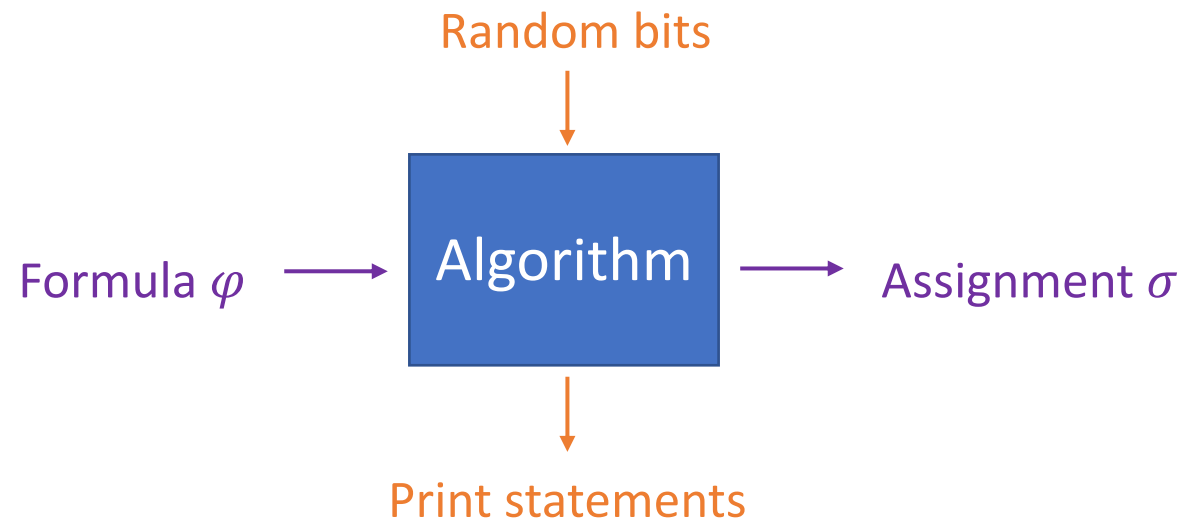 Random bits
Algorithm
Formula φ
Assignment σ
Print statements